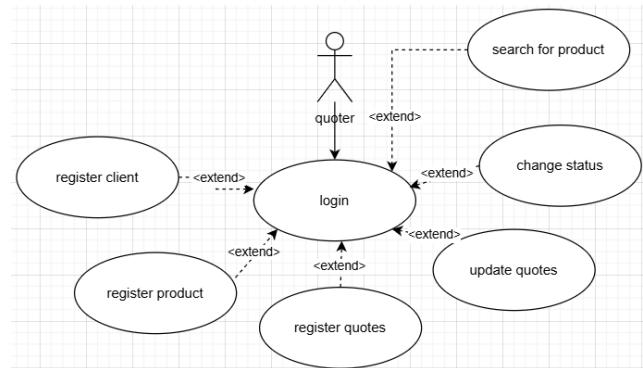 search for product
<extend>
quoter
change status
<extend>
register client
<extend>
login
<extend>
update quotes
<extend>
register product
<extend>
register quotes